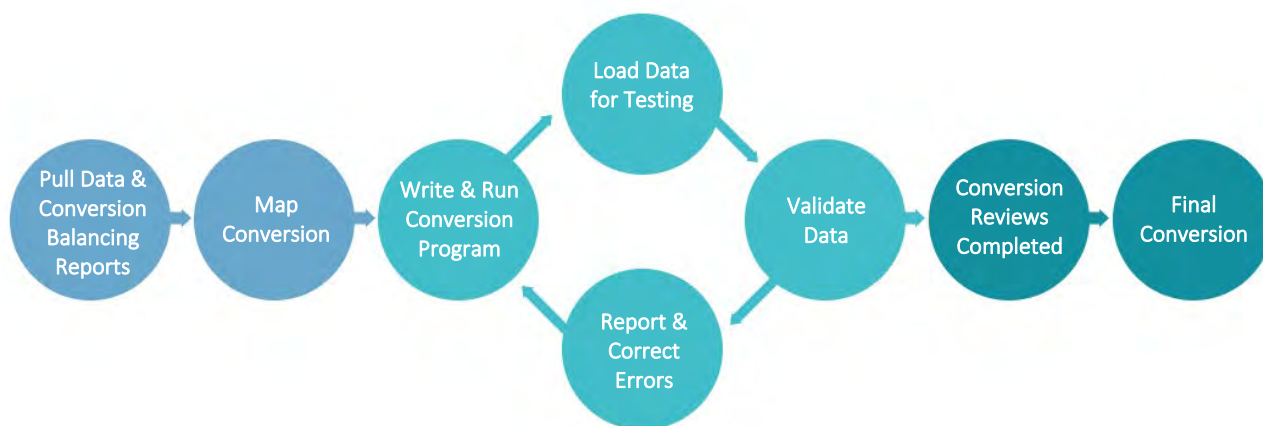 Pull Data &
Conversion
Balancing
Reports
Map
Conversion
Write & Run
Conversion
Program
Load Data
for Testing
Validate
Data
Report &
Correct
Errors
Conversion
Reviews
Completed
Final
Conversion